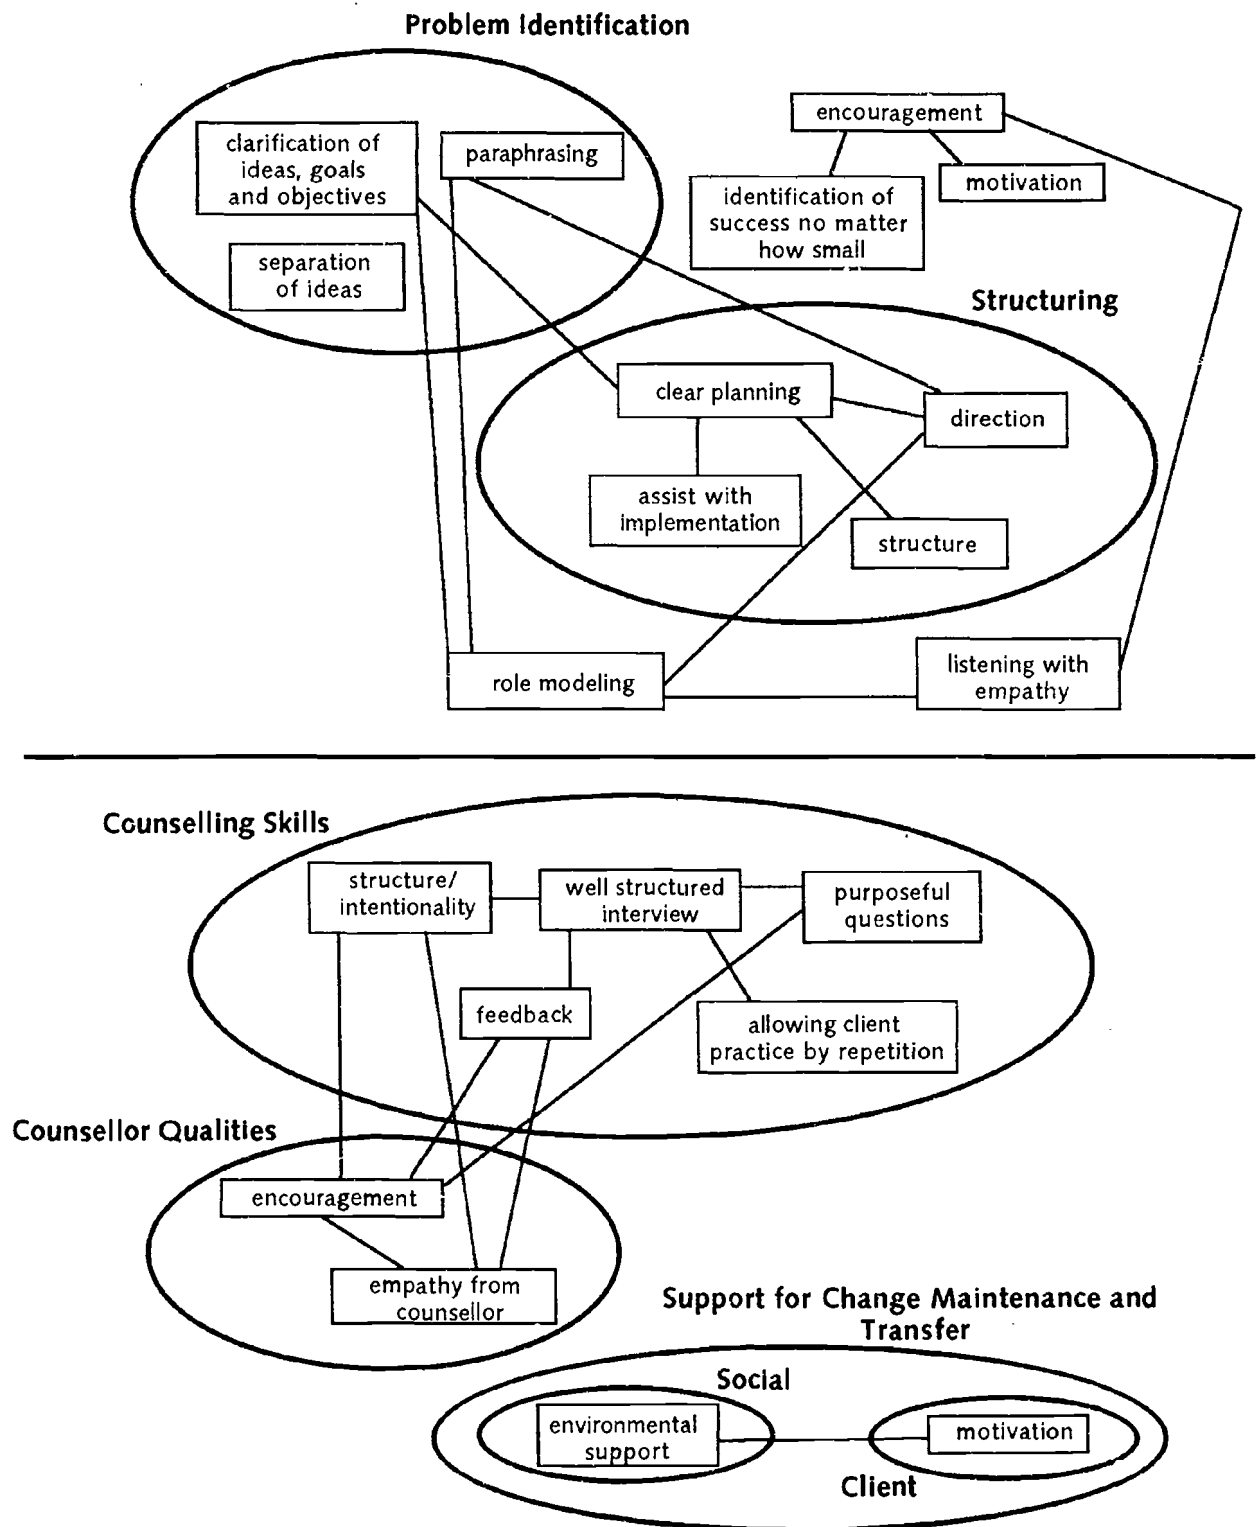 Problem Identification
clarification of
ideas, goals
and objectives
paraphrasing
separation
of ideas
encouragement
motivation
identification of
success no matter
how small
Structuring
clear planning
direction
assist with
implementation
structure
role modeling
listening with
empathy
Counselling Skills
structure/
intentionality
well structured
interview
purposeful
questions
feedback
allowing client
practice by repetition
Counsellor Qualities
encouragement
empathy from
counsellor
Support for Change Maintenance and
Transfer
Social
environmental
support
motivation
Client